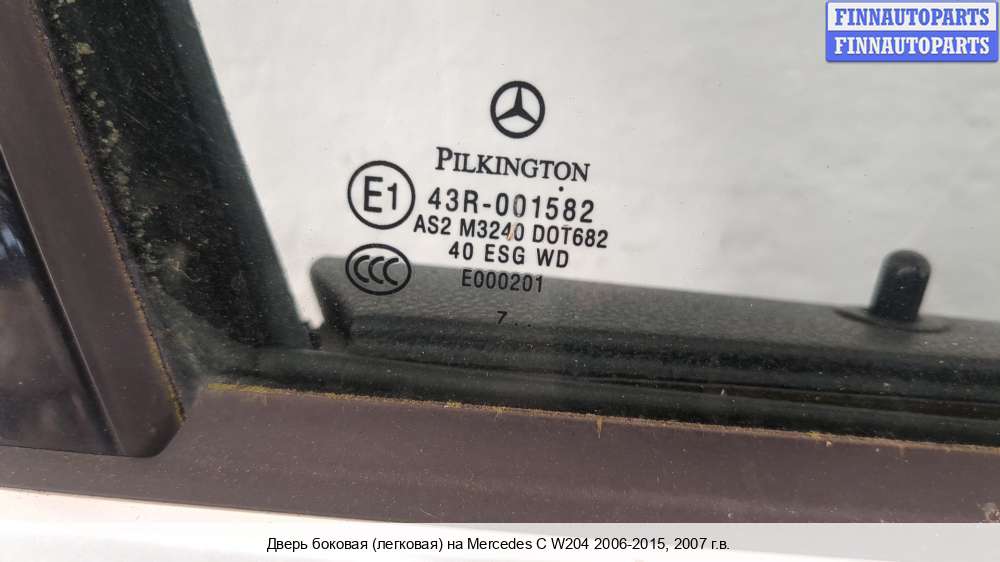 FINNAUTOPARTS
FINNAUTOPARTS
PILKINGTON
E1
43R-001582
AS2 M3240 DOT682
40 ESG WD
CCC
E000201
7 . .
Дверь боковая (легковая) на Mercedes C W204 2006-2015, 2007 г.в.